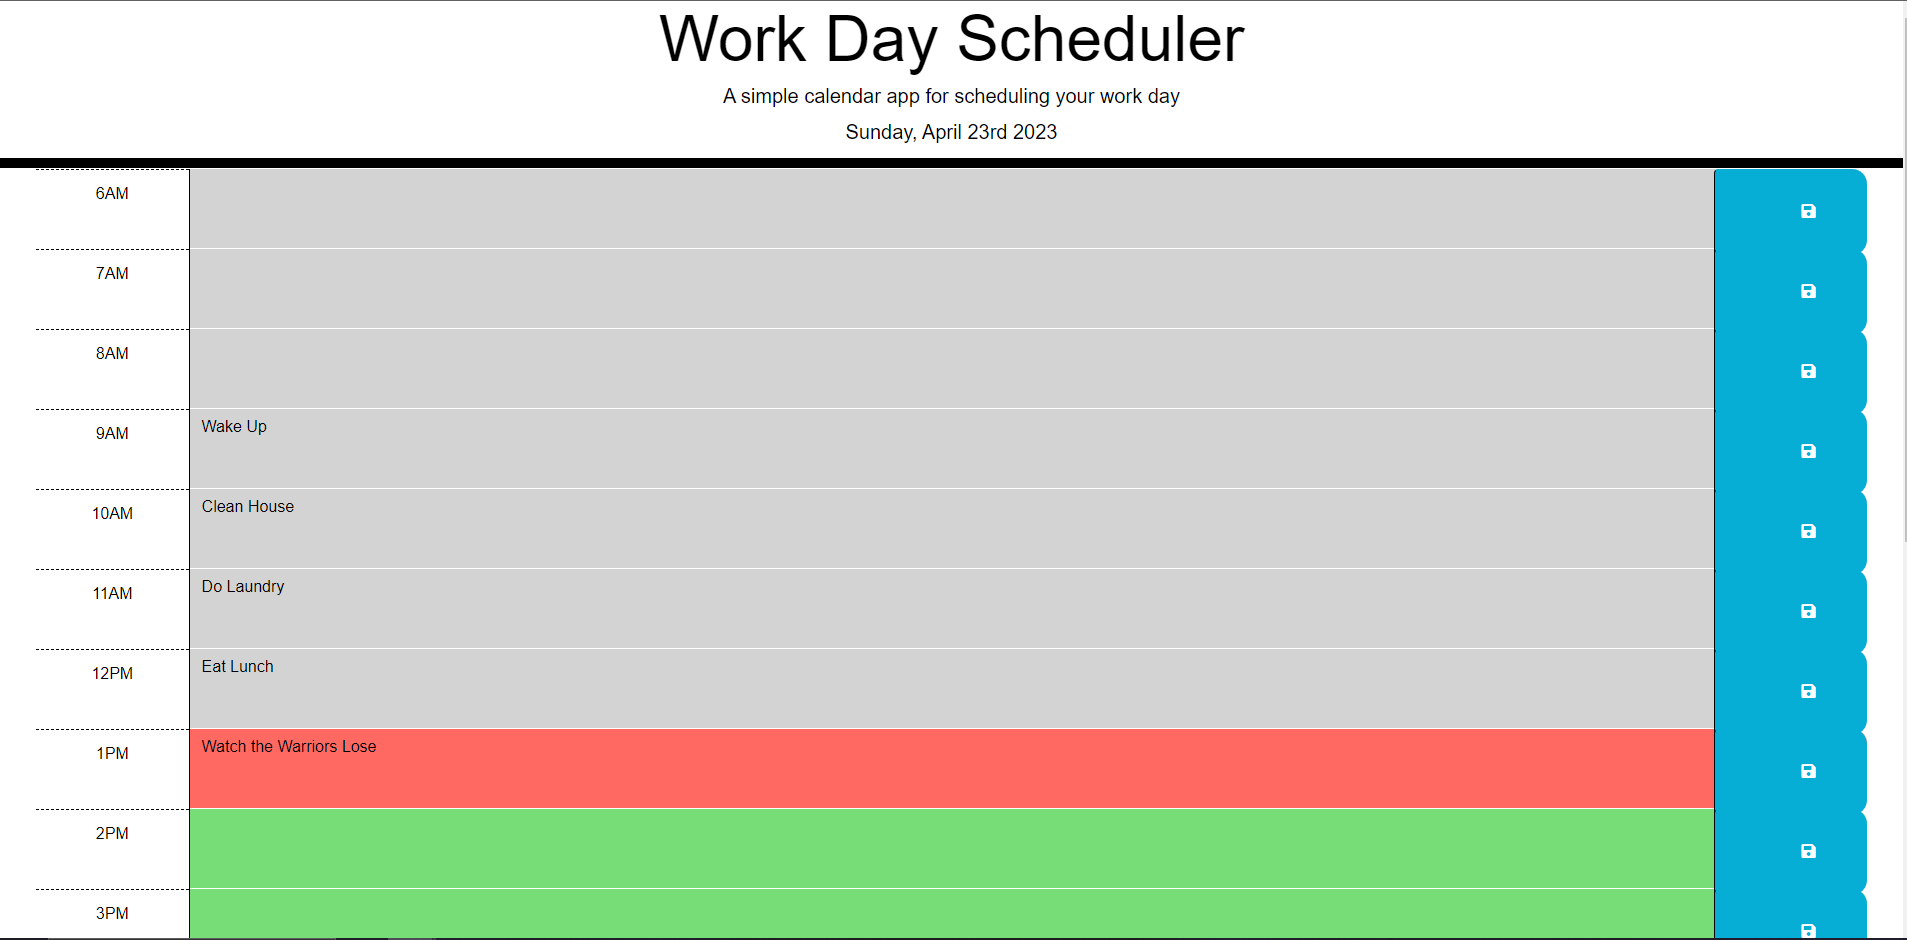 Work Day Scheduler
A simple calendar app for scheduling your work day
Sunday, April 23rd 2023
6AM
7AM
8AM
9AM Wake Up
10AM Clean House
11AM Do Laundry
12PM Eat Lunch
1PM Watch the Warriors Lose
2PM
3PM